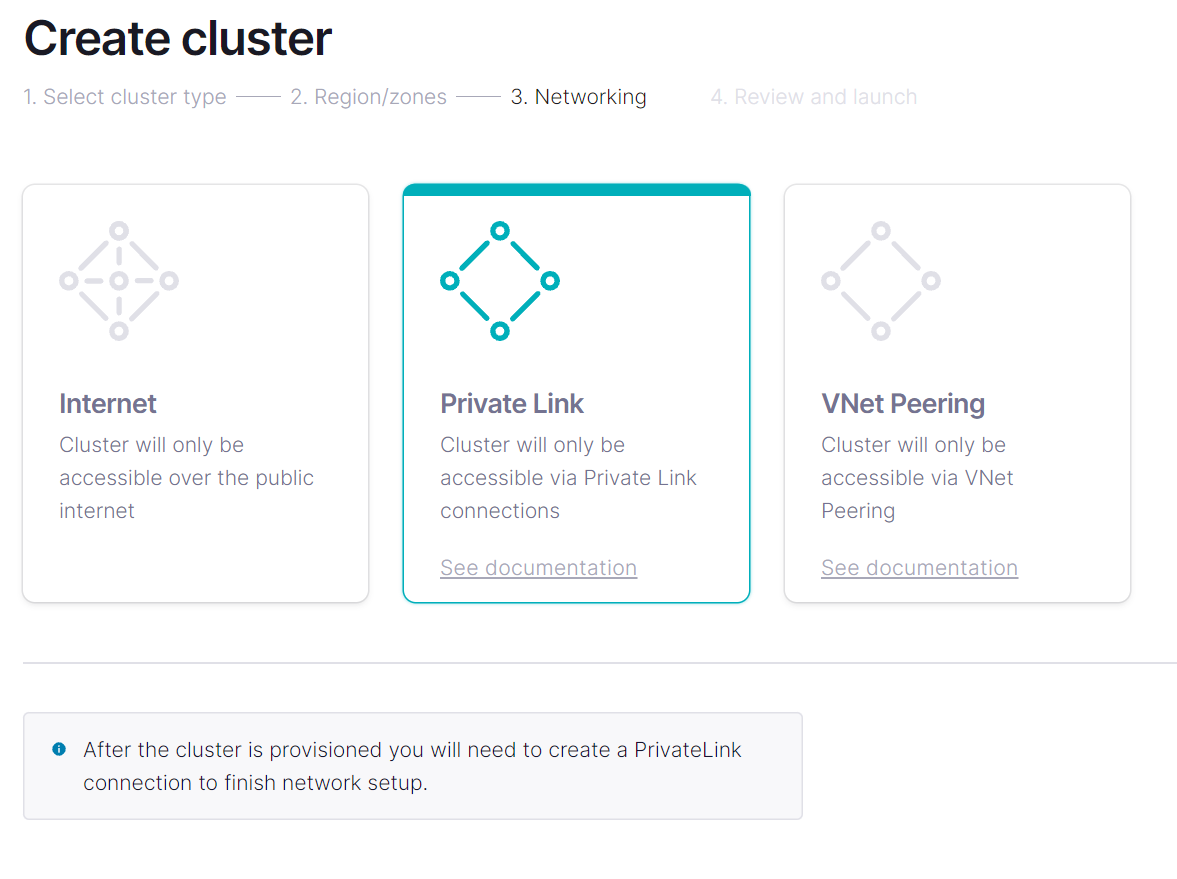 Create cluster
1. Select cluster type 2. Region/zones 3. Networking 4. Review and launch
Internet
Cluster will only be
accessible over the public
internet
Private Link
Cluster will only be
accessible via Private Link
connections
See documentation
VNet Peering
Cluster will only be
accessible via VNet
Peering
See documentation
After the cluster is provisioned you will need to create a PrivateLink
connection to finish network setup.